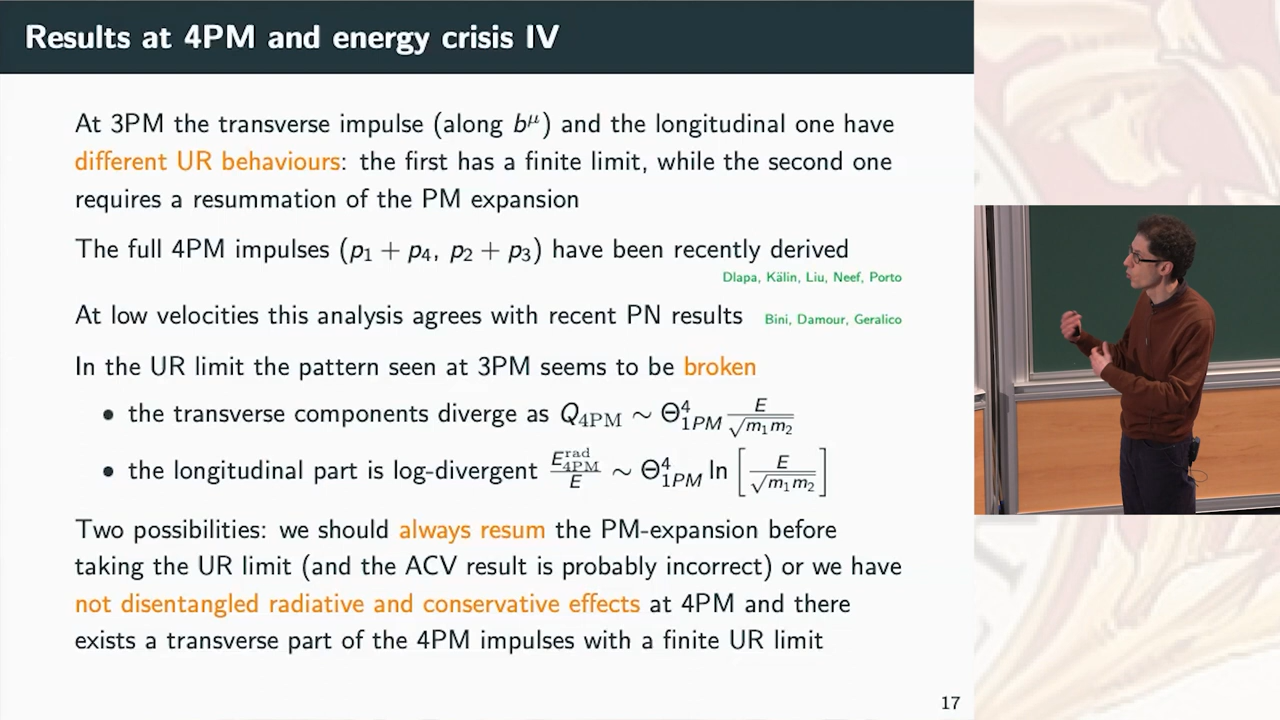 Results at 4PM and energy crisis IV
At 3PM the transverse impulse (along b^μ) and the longitudinal one have
different UR behaviours: the first has a finite limit, while the second one
requires a resummation of the PM expansion
The full 4PM impulses (p₁ + p₄, p₂ + p₃) have been recently derived
Dlapa, Kälin, Liu, Neef, Porto
At low velocities this analysis agrees with recent PN results Bini, Damour, Geralico
In the UR limit the pattern seen at 3PM seems to be broken
• the transverse components diverge as Q_4PM ∼ Θ^4_1PM E/√(m₁m₂)
• the longitudinal part is log-divergent E^rad_4PM/E ∼ Θ^4_1PM ln [E/√(m₁m₂)]
Two possibilities: we should always resum the PM-expansion before
taking the UR limit (and the ACV result is probably incorrect) or we have
not disentangled radiative and conservative effects at 4PM and there
exists a transverse part of the 4PM impulses with a finite UR limit
17